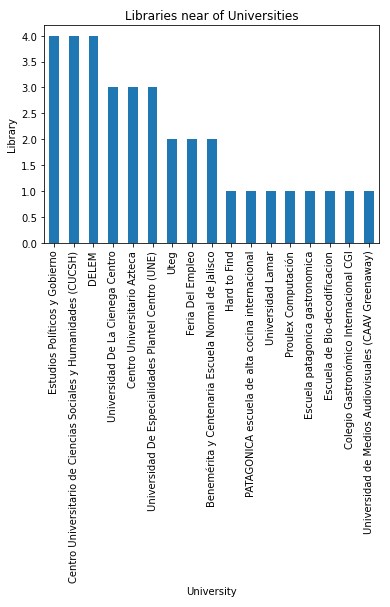 Libraries near of Universities
Library
4.0
3.5
3.0
2.5
2.0
1.5
1.0
0.5
0.0
Estudios Políticos y Gobierno
Centro Universitario de Ciencias Sociales y Humanidades (CUCSH)
DELEM
Universidad De La Cienega Centro
Centro Universitario Azteca
Universidad De Especialidades Plantel Centro (UNE)
Uteg
Feria Del Empleo
Benemérita y Centenaria Escuela Normal de Jalisco
Hard to Find
PATAGONICA escuela de alta cocina internacional
Universidad Lamar
Proulex Computación
Escuela patagonica gastronomica
Escuela de Bio-decodificacion
Colegio Gastronómico Internacional CGI
Universidad de Medios Audiovisuales (CAAV Greenaway)
University